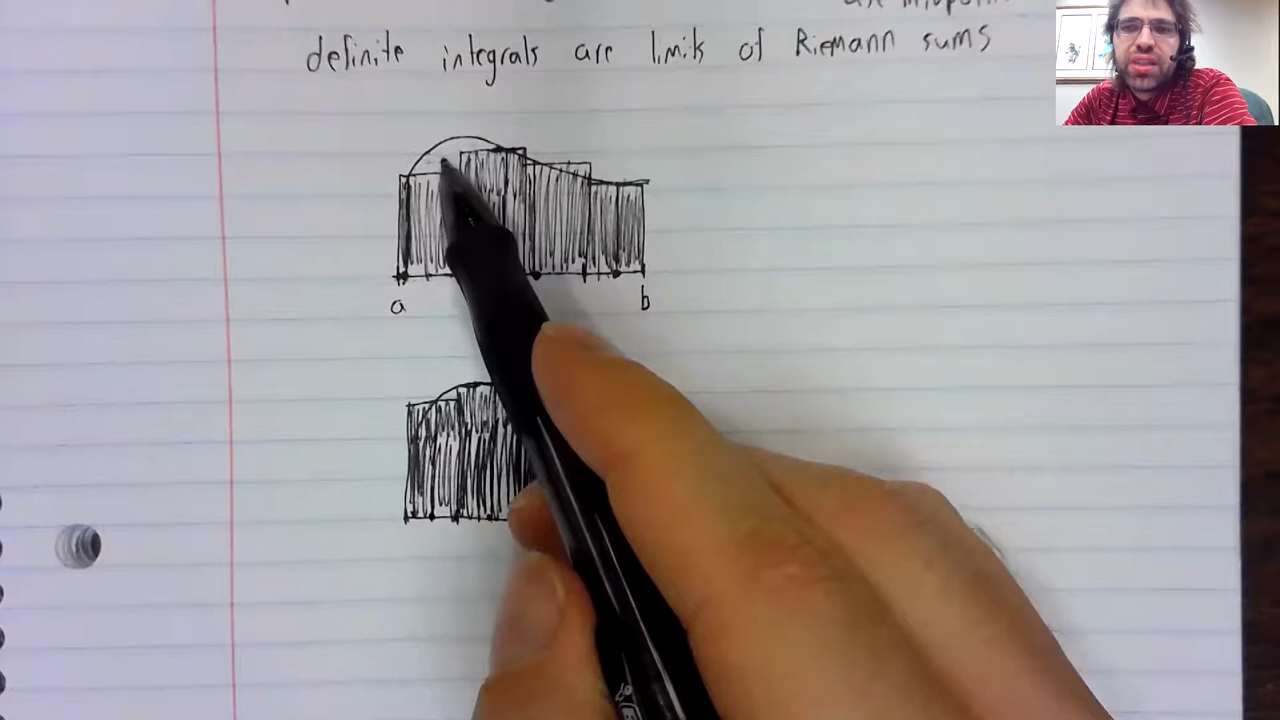 definite integrals are limits of Riemann sums
a b